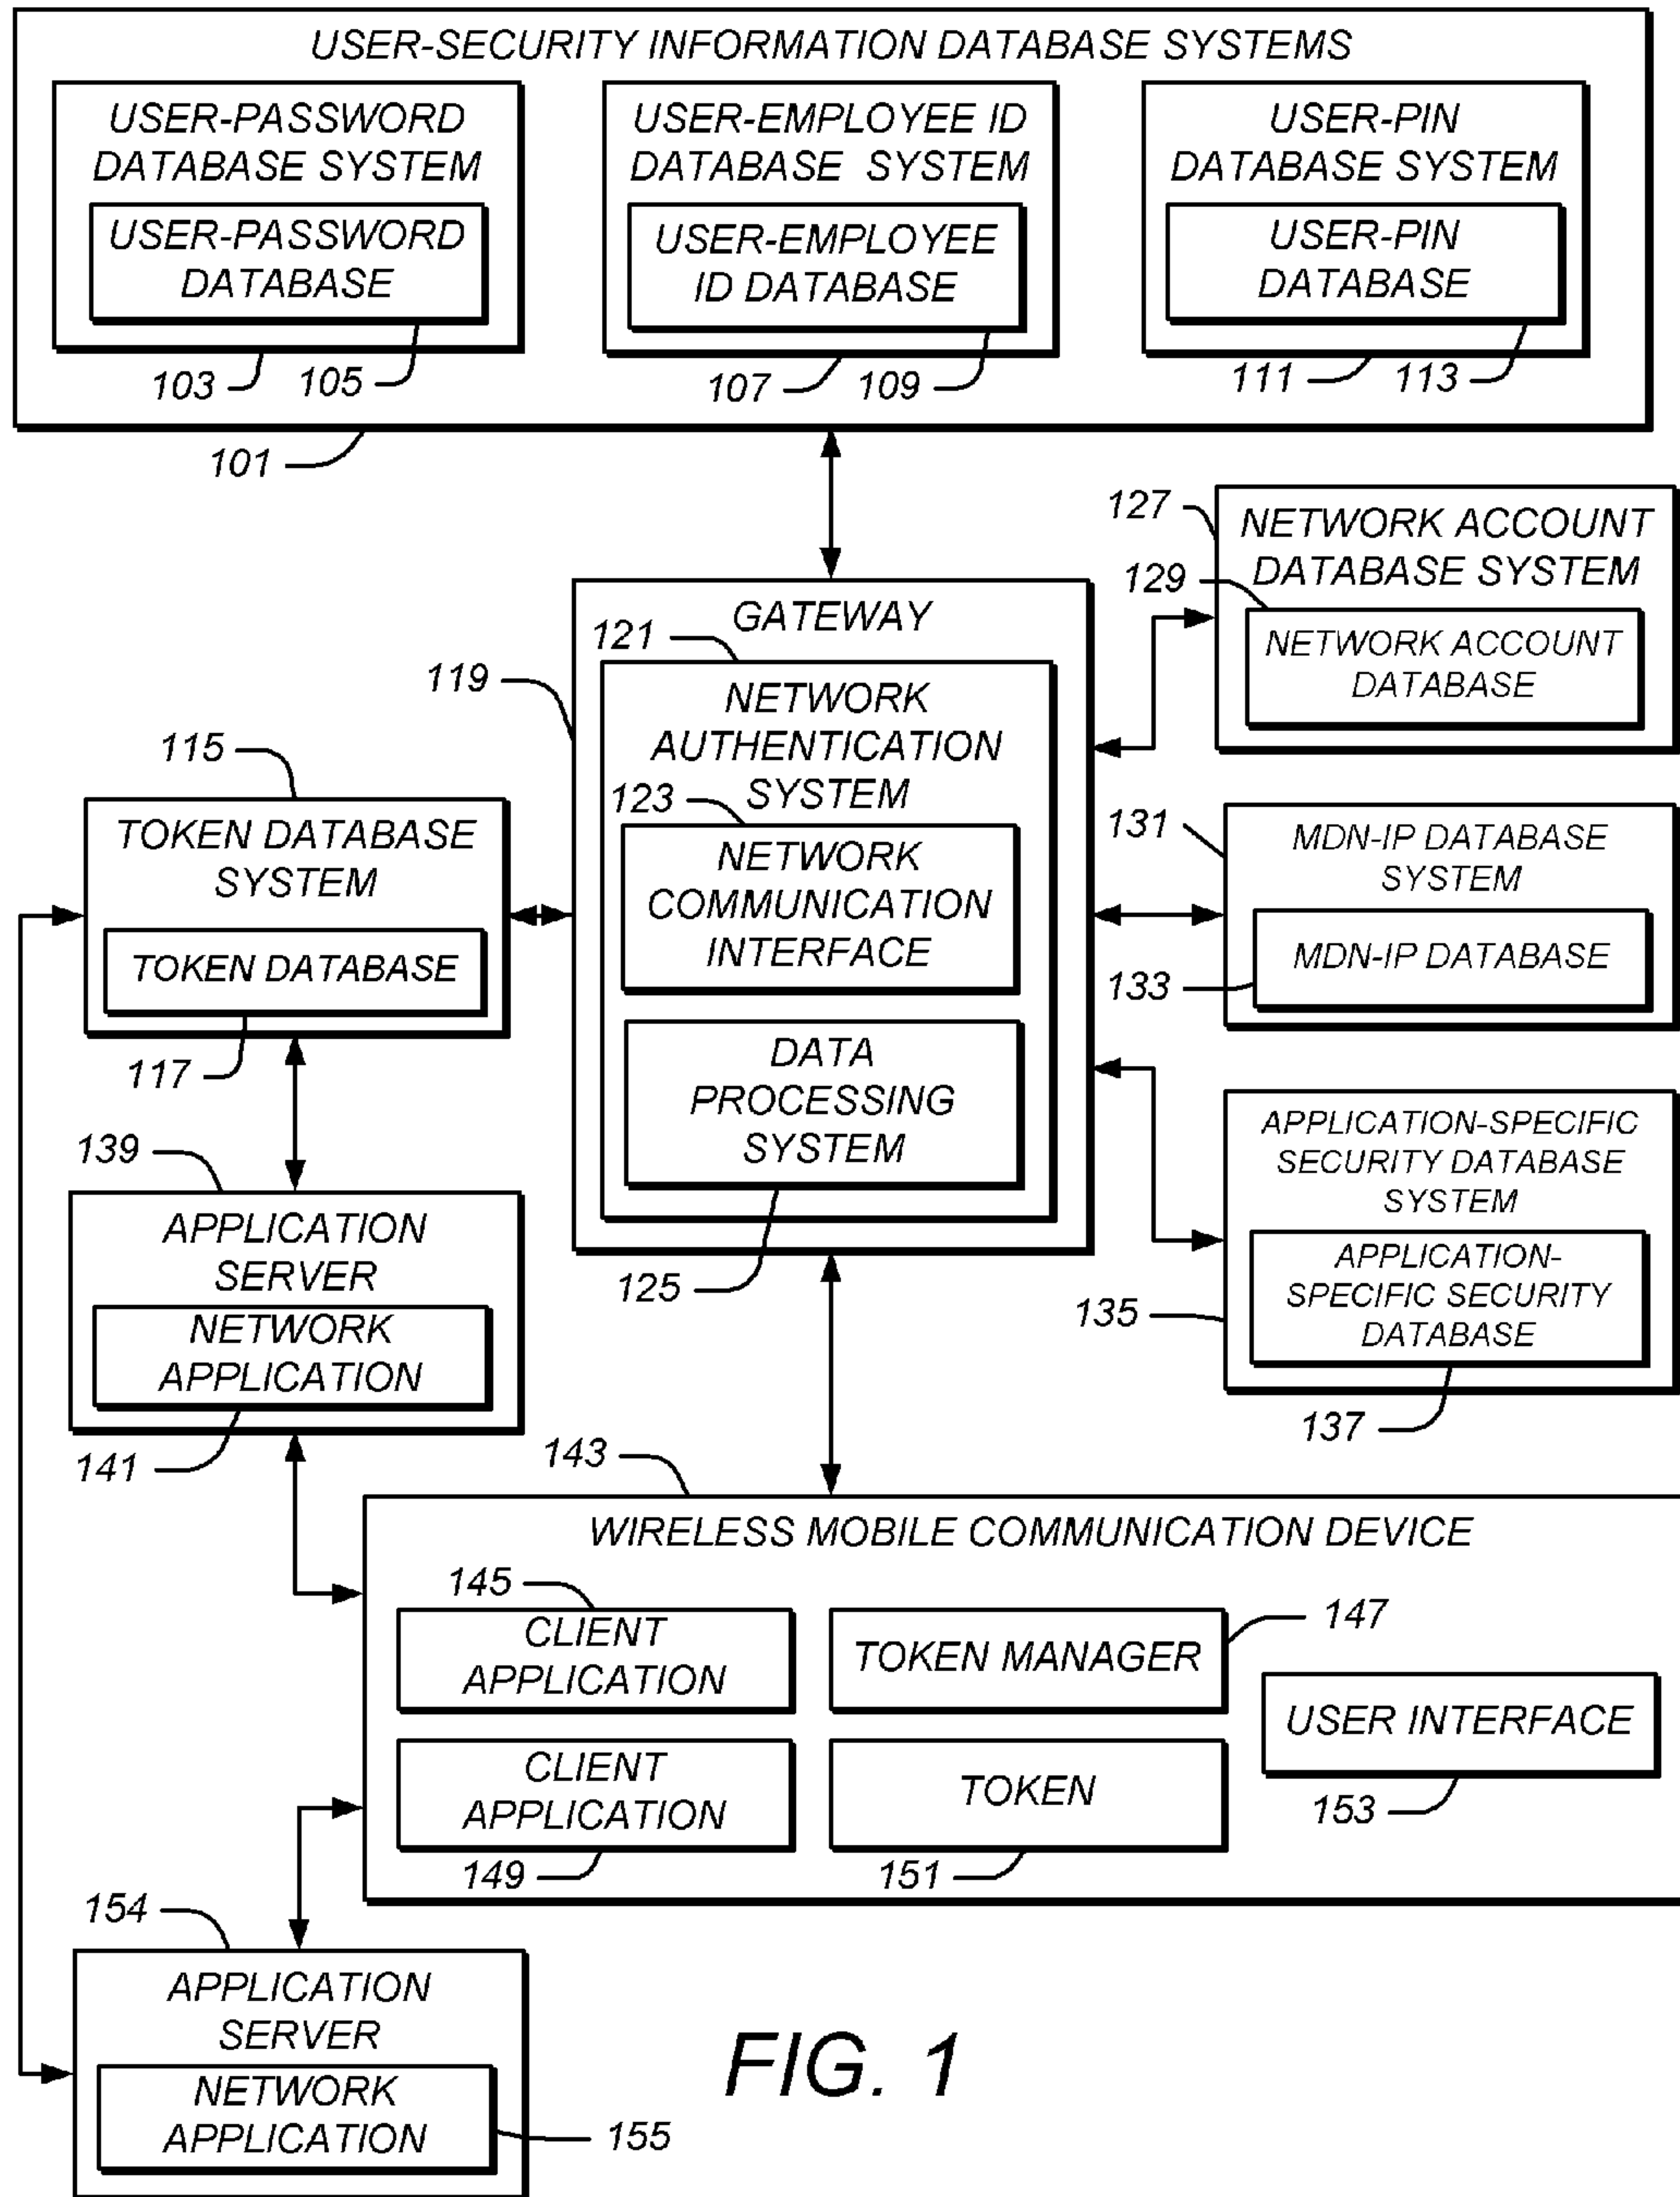 USER-SECURITY INFORMATION DATABASE SYSTEMS
USER-PASSWORD
DATABASE SYSTEM
USER-PASSWORD
DATABASE
103
105
USER-EMPLOYEE ID
DATABASE SYSTEM
USER-EMPLOYEE
ID DATABASE
107
109
USER-PIN
DATABASE SYSTEM
USER-PIN
DATABASE
111
113
101
127
NETWORK ACCOUNT
DATABASE SYSTEM
129
NETWORK ACCOUNT
DATABASE
GATEWAY
121
119
NETWORK
AUTHENTICATION
SYSTEM
123
NETWORK
COMMUNICATION
INTERFACE
DATA
PROCESSING
SYSTEM
125
115
TOKEN DATABASE
SYSTEM
TOKEN DATABASE
117
131
MDN-IP DATABASE
SYSTEM
MDN-IP DATABASE
133
APPLICATION-SPECIFIC
SECURITY DATABASE
SYSTEM
APPLICATION-
SPECIFIC SECURITY
DATABASE
135
137
139
APPLICATION
SERVER
NETWORK
APPLICATION
141
143
WIRELESS MOBILE COMMUNICATION DEVICE
145
CLIENT
APPLICATION
TOKEN MANAGER
147
USER INTERFACE
153
CLIENT
APPLICATION
149
TOKEN
151
154
APPLICATION
SERVER
NETWORK
APPLICATION
155
FIG. 1